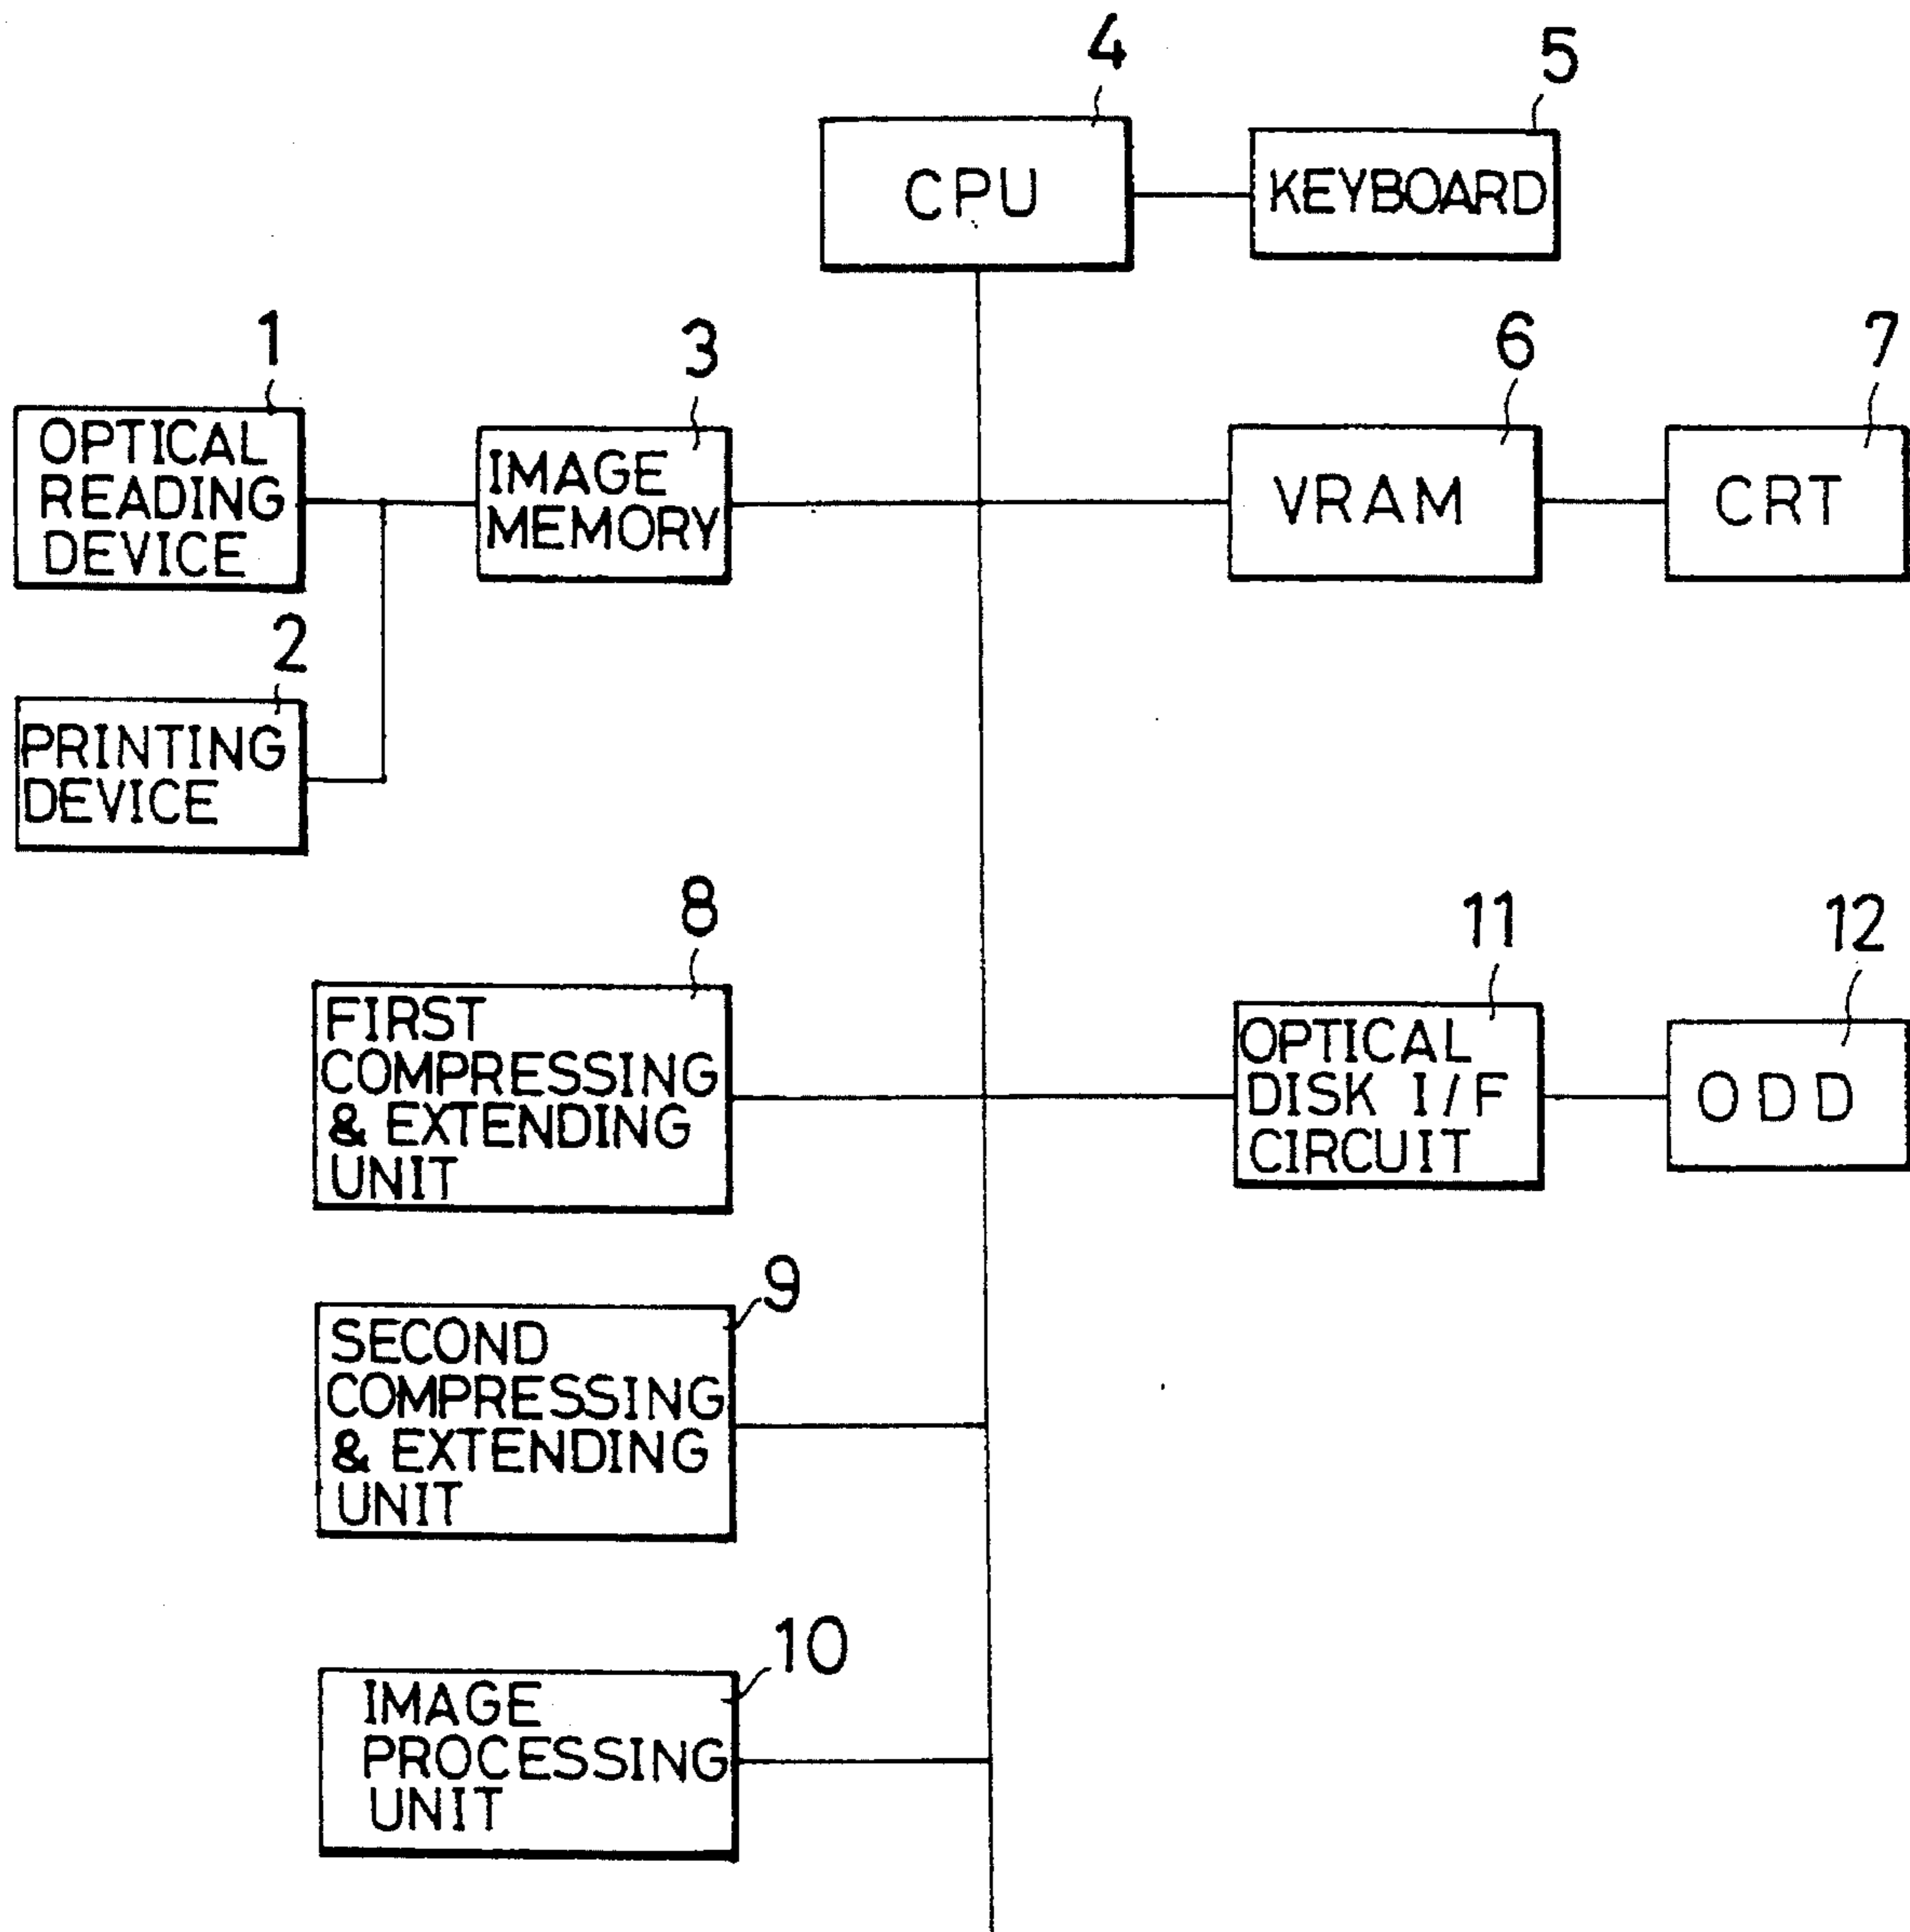 4
5
CPU
KEYBOARD
1
3
6
7
OPTICAL
READING
DEVICE
IMAGE
MEMORY
VRAM
CRT
2
PRINTING
DEVICE
8
11
12
FIRST
COMPRESSING
& EXTENDING
UNIT
OPTICAL
DISK I/F
CIRCUIT
ODD
9
SECOND
COMPRESSING
& EXTENDING
UNIT
10
IMAGE
PROCESSING
UNIT